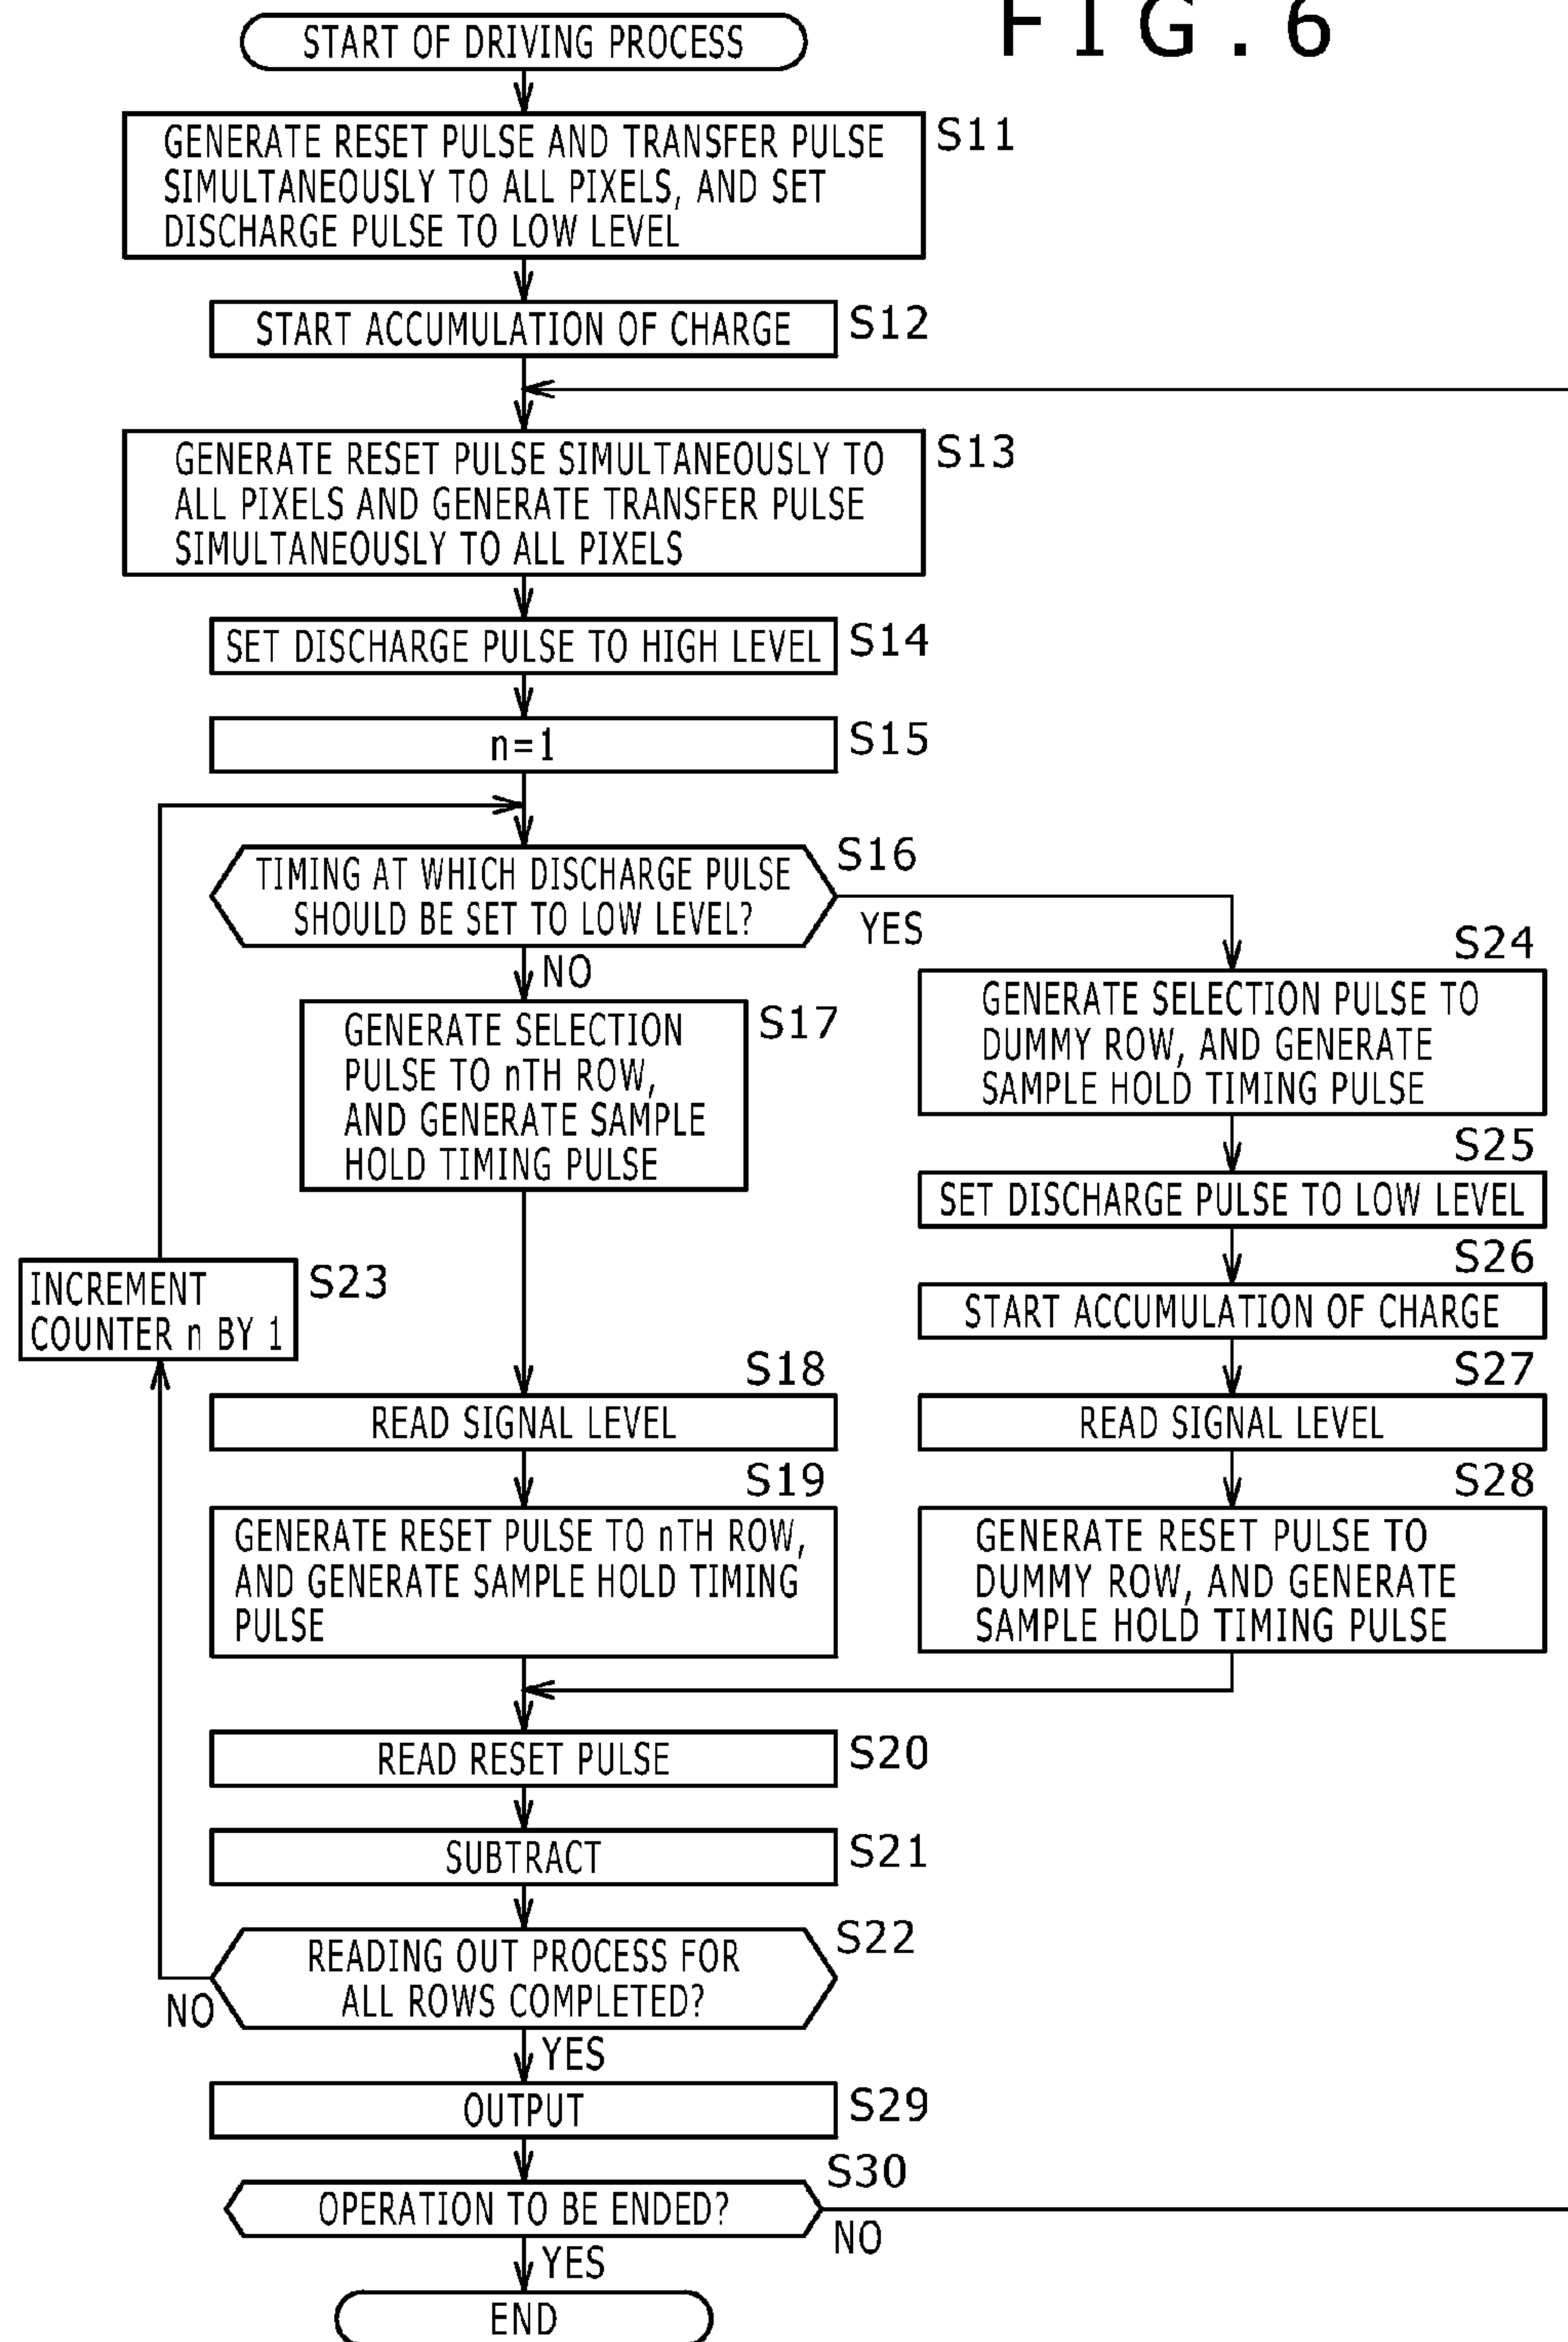 FIG.6
START OF DRIVING PROCESS
GENERATE RESET PULSE AND TRANSFER PULSE
SIMULTANEOUSLY TO ALL PIXELS, AND SET
DISCHARGE PULSE TO LOW LEVEL
S11
START ACCUMULATION OF CHARGE
S12
GENERATE RESET PULSE SIMULTANEOUSLY TO
ALL PIXELS AND GENERATE TRANSFER PULSE
SIMULTANEOUSLY TO ALL PIXELS
S13
SET DISCHARGE PULSE TO HIGH LEVEL
S14
n=1
S15
TIMING AT WHICH DISCHARGE PULSE
SHOULD BE SET TO LOW LEVEL?
S16
YES
NO
GENERATE SELECTION
PULSE TO nTH ROW,
AND GENERATE SAMPLE
HOLD TIMING PULSE
S17
S24
GENERATE SELECTION PULSE TO
DUMMY ROW, AND GENERATE
SAMPLE HOLD TIMING PULSE
S25
SET DISCHARGE PULSE TO LOW LEVEL
S26
START ACCUMULATION OF CHARGE
INCREMENT
COUNTER n BY 1
S23
S18
READ SIGNAL LEVEL
S27
READ SIGNAL LEVEL
S19
GENERATE RESET PULSE TO nTH ROW,
AND GENERATE SAMPLE HOLD TIMING
PULSE
S28
GENERATE RESET PULSE TO
DUMMY ROW, AND GENERATE
SAMPLE HOLD TIMING PULSE
READ RESET PULSE
S20
SUBTRACT
S21
READING OUT PROCESS FOR
ALL ROWS COMPLETED?
S22
NO
YES
OUTPUT
S29
OPERATION TO BE ENDED?
S30
NO
YES
END